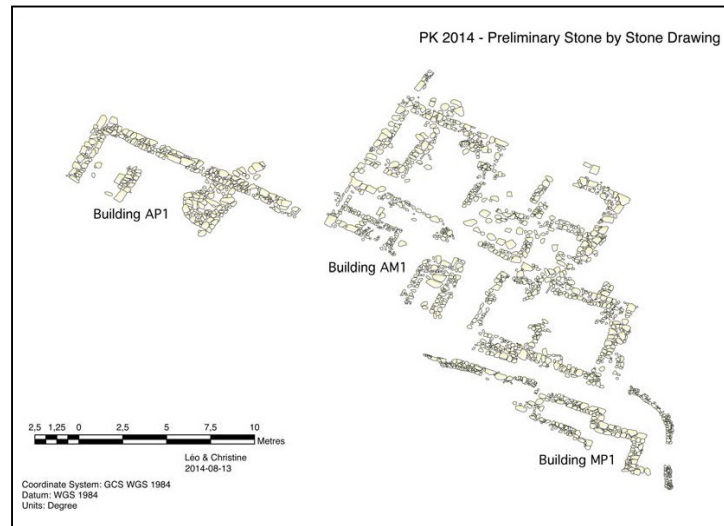 PK 2014 - Preliminary Stone by Stone Drawing
Building AP1
Building AM1
Building MP1
2,5 1,25 0 2,5 5 7,5 10
Metres
Léo & Christine
2014-08-13
Coordinate System: GCS WGS 1984
Datum: WGS 1984
Units: Degree